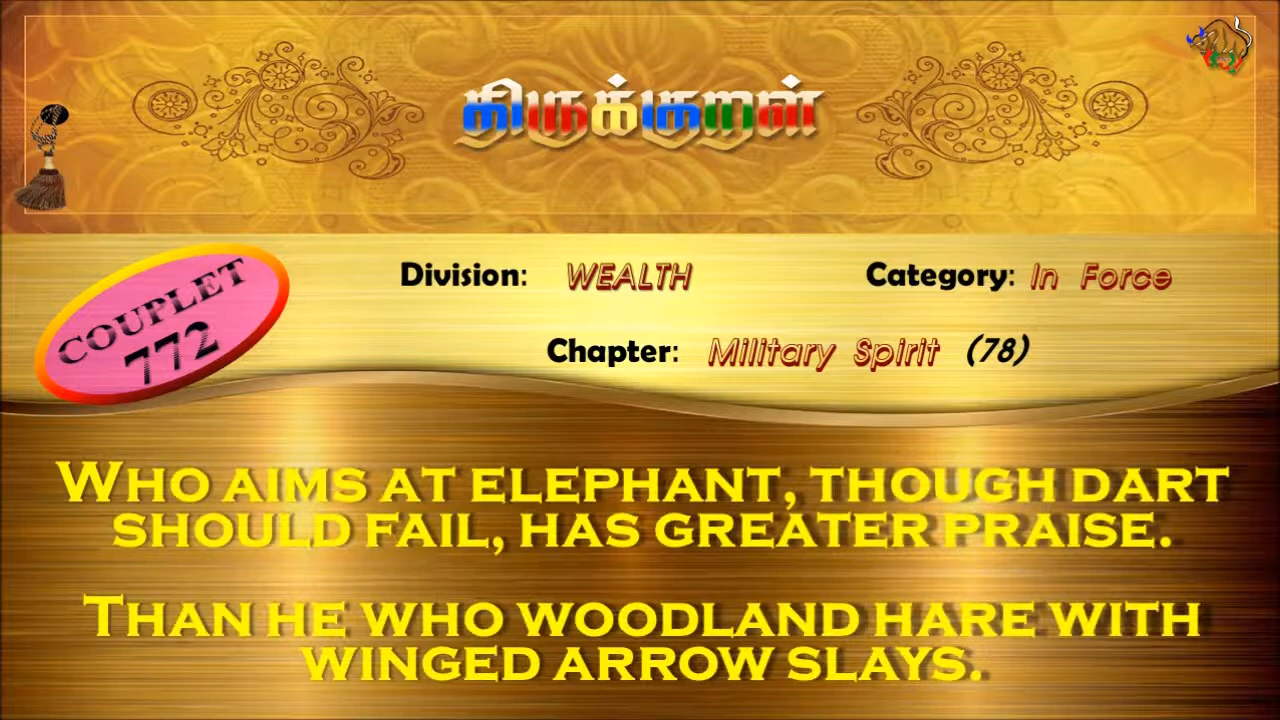 திருக்குறள்
COUPLET
772
Division: WEALTH Category: In Force
Chapter: Military Spirit (78)
WHO AIMS AT ELEPHANT, THOUGH DART
SHOULD FAIL, HAS GREATER PRAISE.
THAN HE WHO WOODLAND HARE WITH
WINGED ARROW SLAYS.